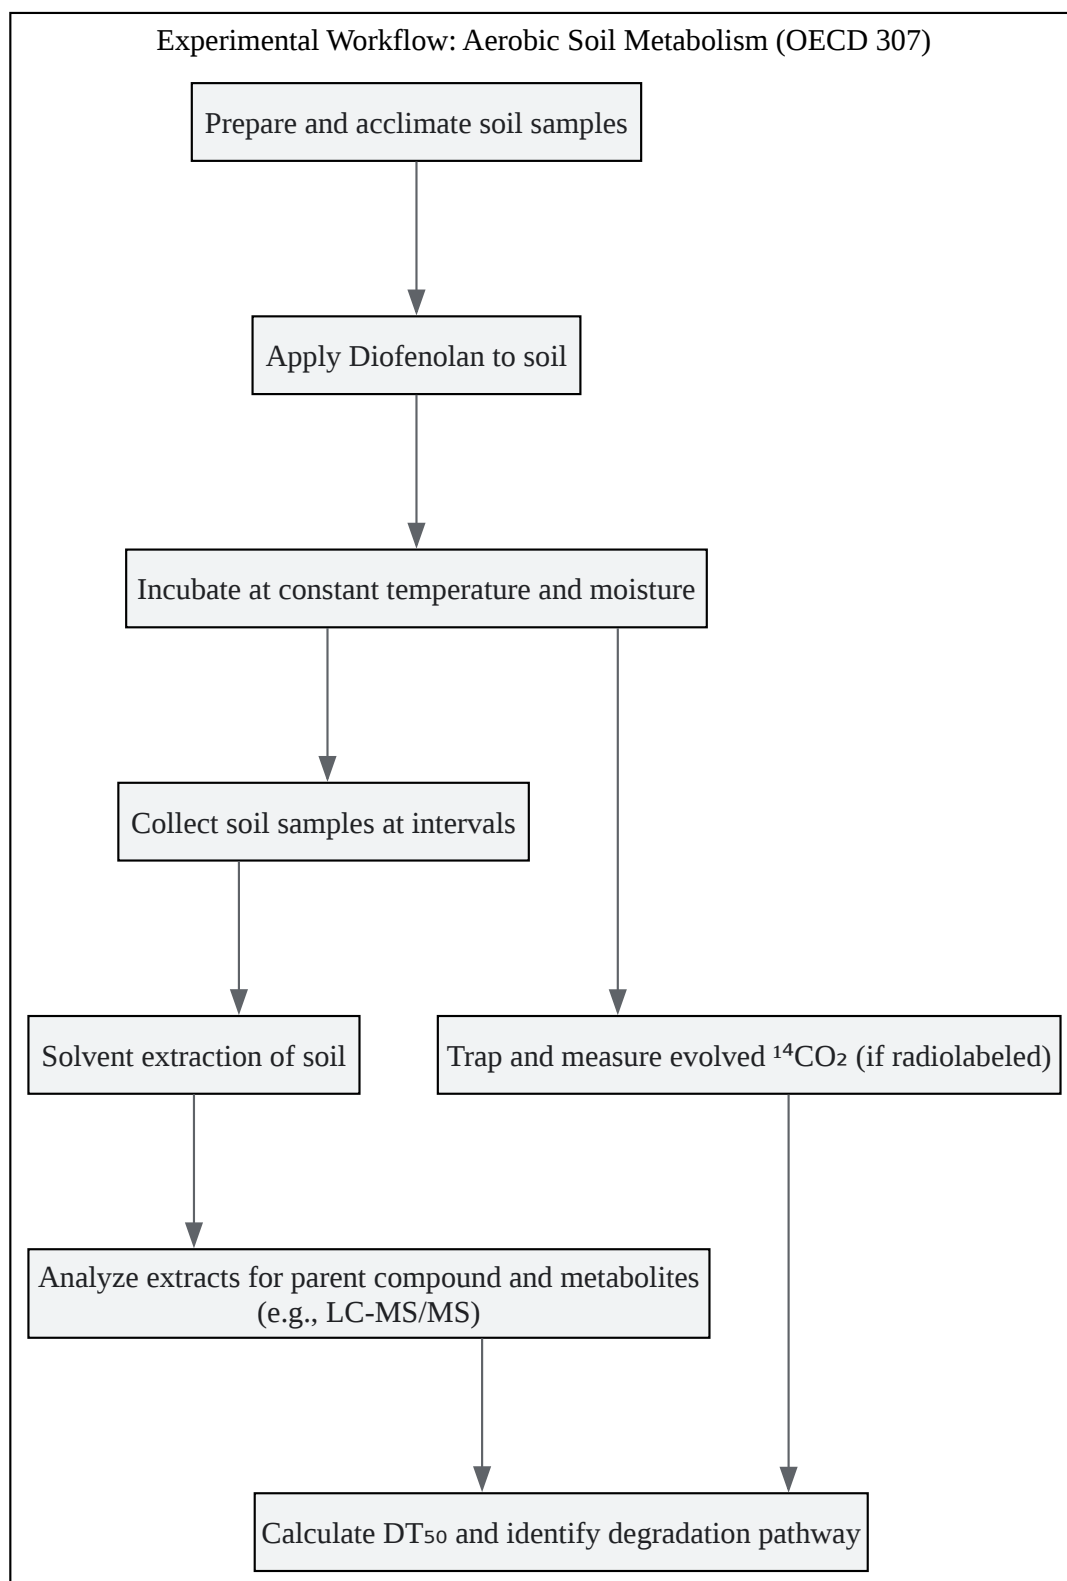 Experimental Workflow: Aerobic Soil Metabolism (OECD 307)
Prepare and acclimate soil samples
Apply Diofenolan to soil
Incubate at constant temperature and moisture
Collect soil samples at intervals
Solvent extraction of soil
Trap and measure evolved ¹⁴CO₂ (if radiolabeled)
Analyze extracts for parent compound and metabolites
(e.g., LC-MS/MS)
Calculate DT₅₀ and identify degradation pathway